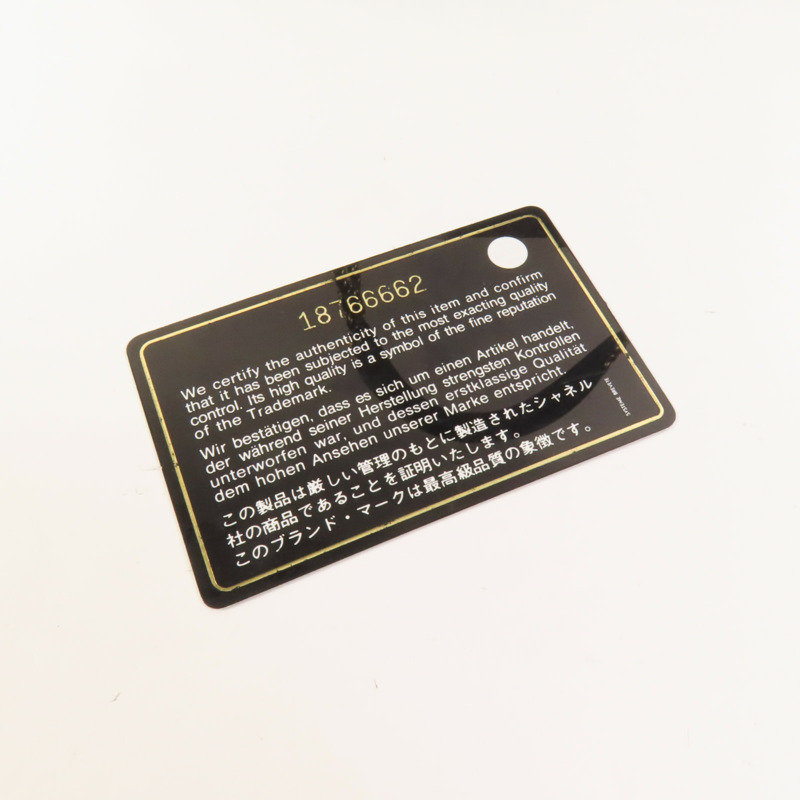 18766662
We certify the authenticity of this item and confirm
that it has been subjected to the most exacting quality
control. Its high quality is a symbol of the fine reputation
of the Trademark.
Wir bestätigen, dass es sich um einen Artikel handelt,
der während seiner Herstellung strengsten Kontrollen
unterworfen war, und dessen erstklassige Qualität
dem hohen Ansehen unserer Marke entspricht.
この製品は厳しい管理のもとに製造されたシャネル
社の商品であることを証明いたします。
このブランド・マークは最高級品質の象徴です。